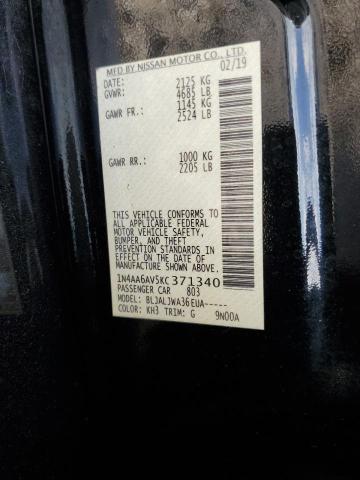 MFD BY NISSAN MOTOR CO., LTD.
DATE: 02/19
GVWR: 2125 KG
4685 LB
GAWR FR.: 1145 KG
2524 LB
GAWR RR.: 1000 KG
2205 LB
THIS VEHICLE CONFORMS TO
ALL APPLICABLE FEDERAL
MOTOR VEHICLE SAFETY,
BUMPER, AND THEFT
PREVENTION STANDARDS IN
EFFECT ON THE DATE OF
MANUFACTURE SHOWN ABOVE.
1N4AA6AV5KC371340
PASSENGER CAR 803
MODEL: BLJALJWA36EUA-----
COLOR: KH3 TRIM: G 9N00A